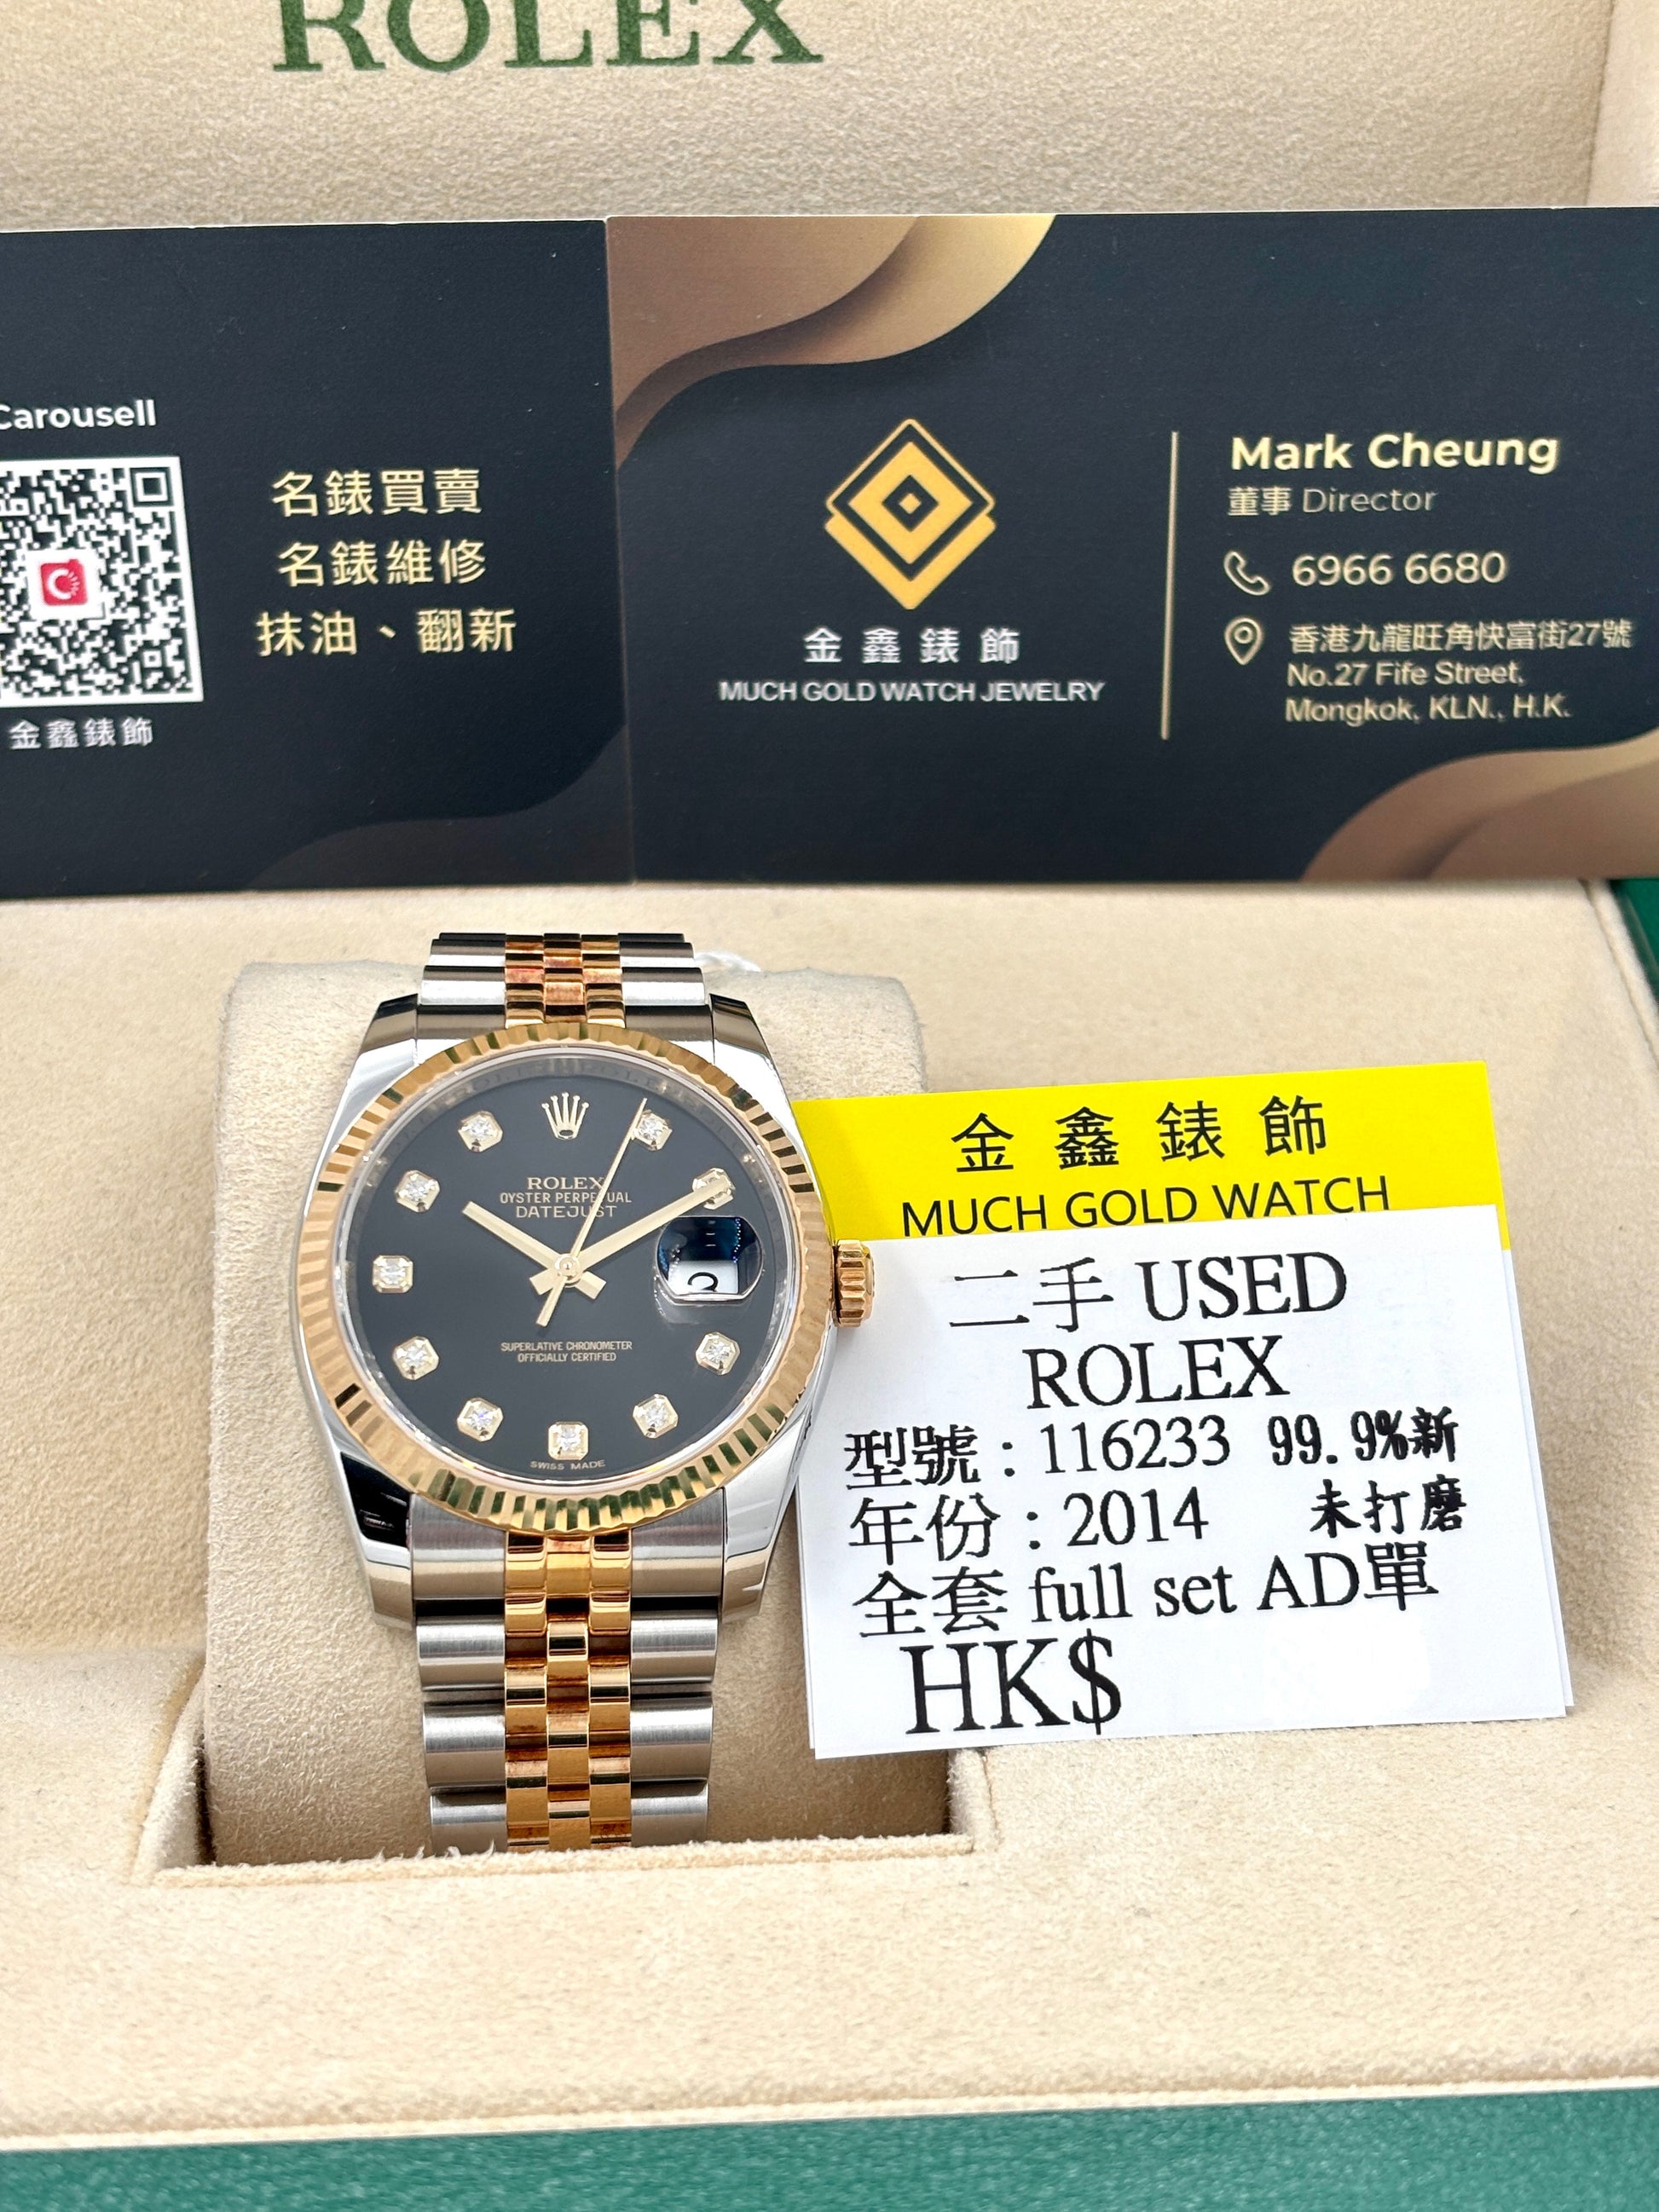 ROLEX
Carousell
名錶買賣
名錶維修
抹油、翻新
金鑫錶飾
金鑫錶飾
MUCH GOLD WATCH JEWELRY
Mark Cheung
董事 Director
6966 6680
香港九龍旺角快富街27號
No.27 Fife Street,
Mongkok, KLN., H.K.
ROLEX
OYSTER PERPETUAL
DATEJUST
SUPERLATIVE CHRONOMETER
OFFICIALLY CERTIFIED
SWISS MADE
金鑫錶飾
MUCH GOLD WATCH
二手 USED
ROLEX
型號：116233 99.9%新
年份：2014 未打磨
全套 full set AD單
HK$